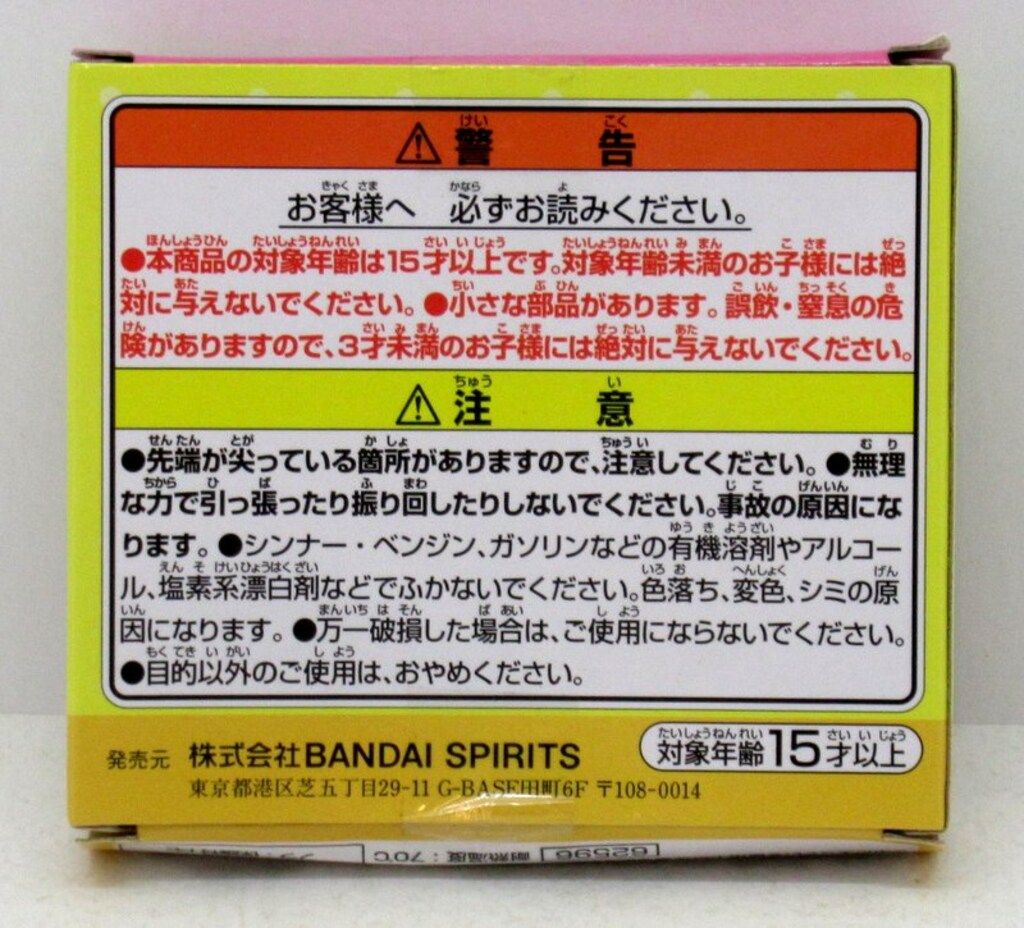 ⚠警告
お客様へ 必ずお読みください。
●本商品の対象年齢は15才以上です。対象年齢未満のお子様には絶
対に与えないでください。●小さな部品があります。誤飲・窒息の危
険がありますので、3才未満のお子様には絶対に与えないでください。
⚠注意
●先端が尖っている箇所がありますので、注意してください。●無理
な力で引っ張ったり振り回したりしないでください。事故の原因にな
ります。●シンナー・ベンジン、ガソリンなどの有機溶剤やアルコー
ル、塩素系漂白剤などでふかないでください。色落ち、変色、シミの原
因になります。●万一破損した場合は、ご使用にならないでください。
●目的以外のご使用は、おやめください。
発売元 株式会社BANDAI SPIRITS
東京都港区芝五丁目29-11 G-BASE田町6F 〒108-0014
対象年齢15才以上
耐熱温度:70℃
62596